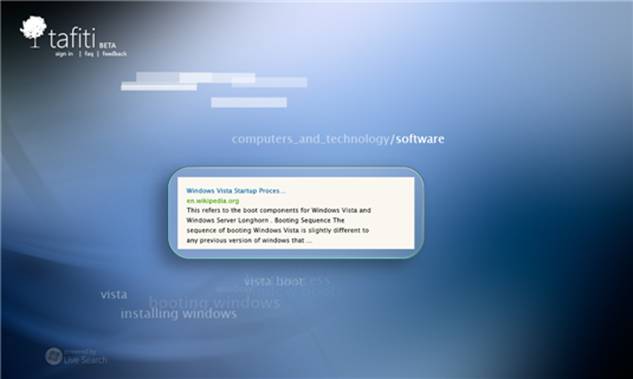 tafiti BETA
sign in | faq | feedback
computers_and_technology/software
Windows Vista Startup Proces...
en.wikipedia.org
This refers to the boot components for Windows Vista and
Windows Server Longhorn . Booting Sequence The
sequence of booting Windows Vista is slightly different to
any previous version of windows that ...
vista boot
vista
booting windows
installing windows
powered by
Live Search